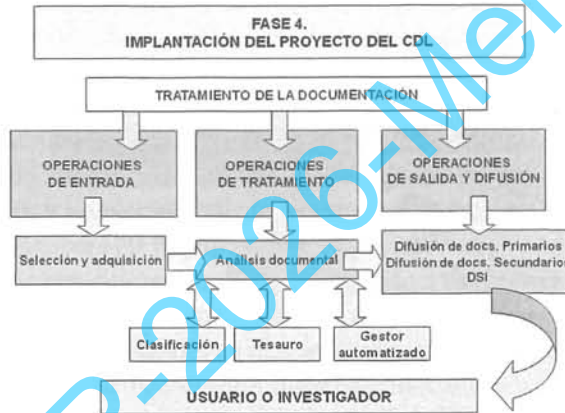 FASE 4.
IMPLANTACIÓN DEL PROYECTO DEL CDL
TRATAMIENTO DE LA DOCUMENTACIÓN
OPERACIONES
DE ENTRADA
OPERACIONES
DE TRATAMIENTO
OPERACIONES
DE SALIDA Y DIFUSIÓN
Selección y adquisición
Análisis documental
Difusión de docs. Primarios
Difusión de docs. Secundarios
DSI
Clasificación
Tesauro
Gestor
automatizado
USUARIO O INVESTIGADOR
P-2026-Me